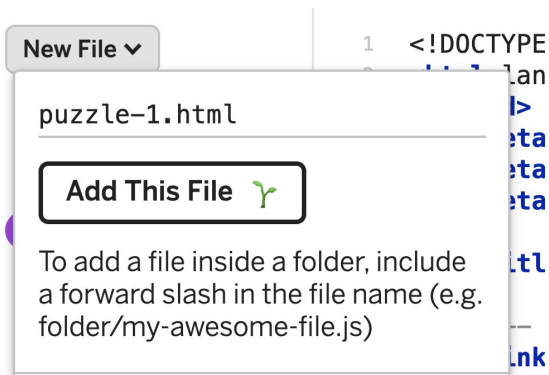 New File
1 <!DOCTYPE
puzzle-1.html
Add This File
To add a file inside a folder, include
a forward slash in the file name (e.g.
folder/my-awesome-file.js)